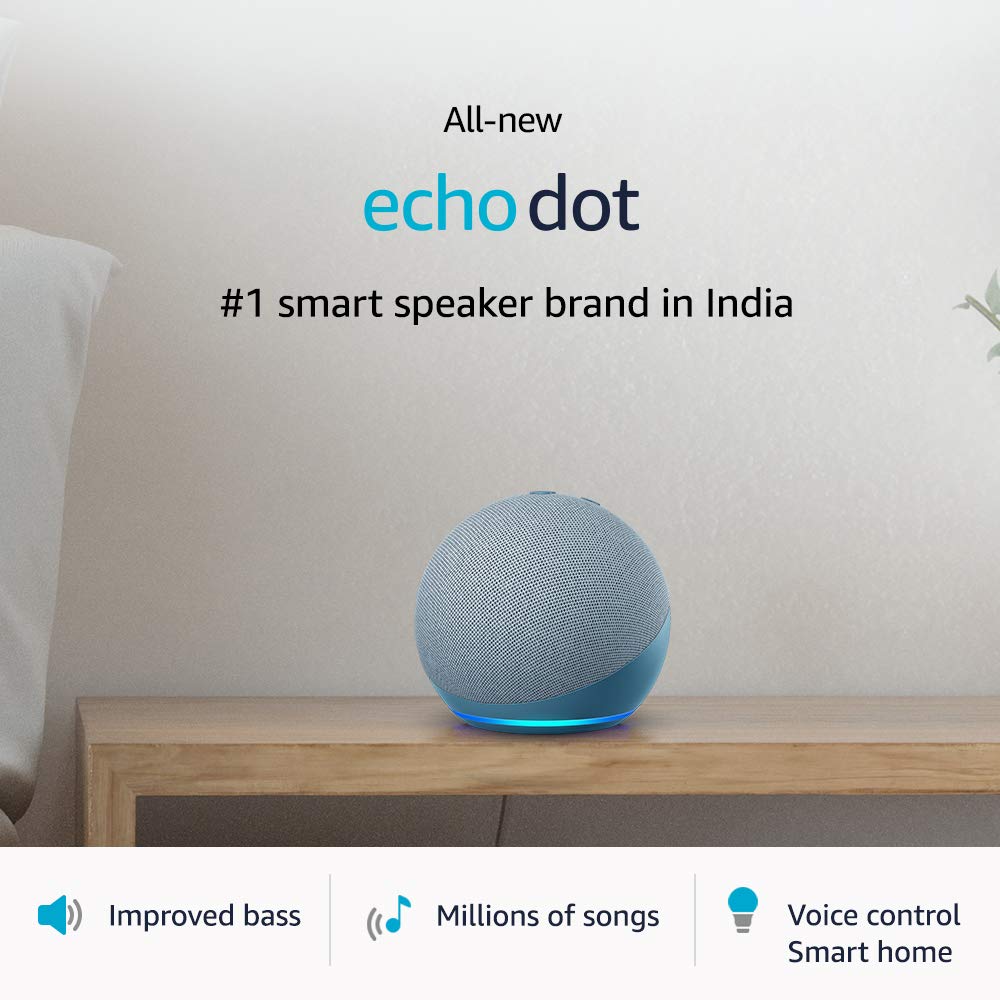 All-new
echo dot
#1 smart speaker brand in India
Improved bass
Millions of songs
Voice control
Smart home